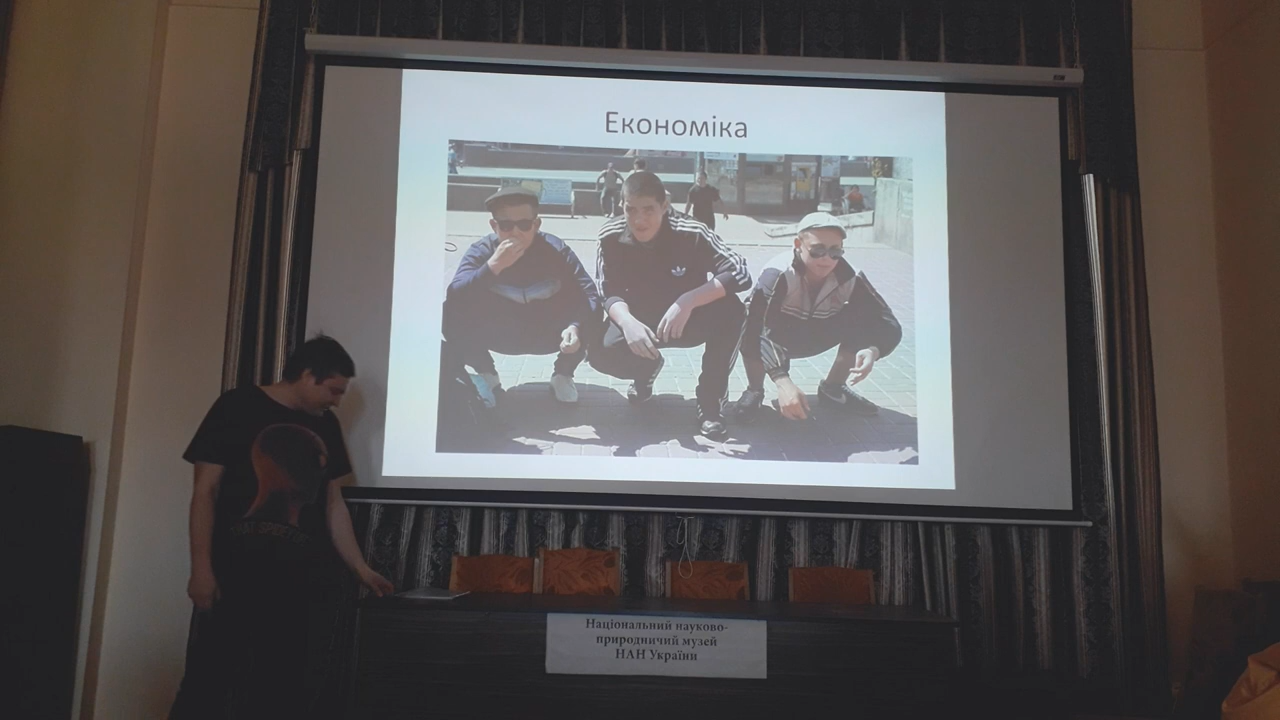 Економіка
Національний науково-
природничий музей
НАН України